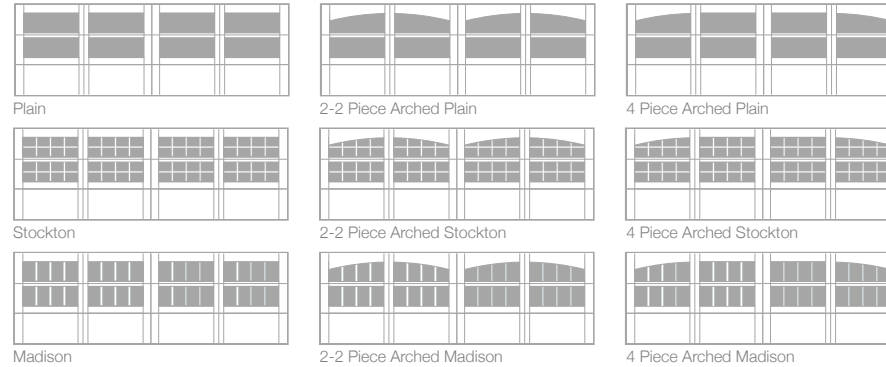 Plain
2-2 Piece Arched Plain
4 Piece Arched Plain
Stockton
2-2 Piece Arched Stockton
4 Piece Arched Stockton
Madison
2-2 Piece Arched Madison
4 Piece Arched Madison